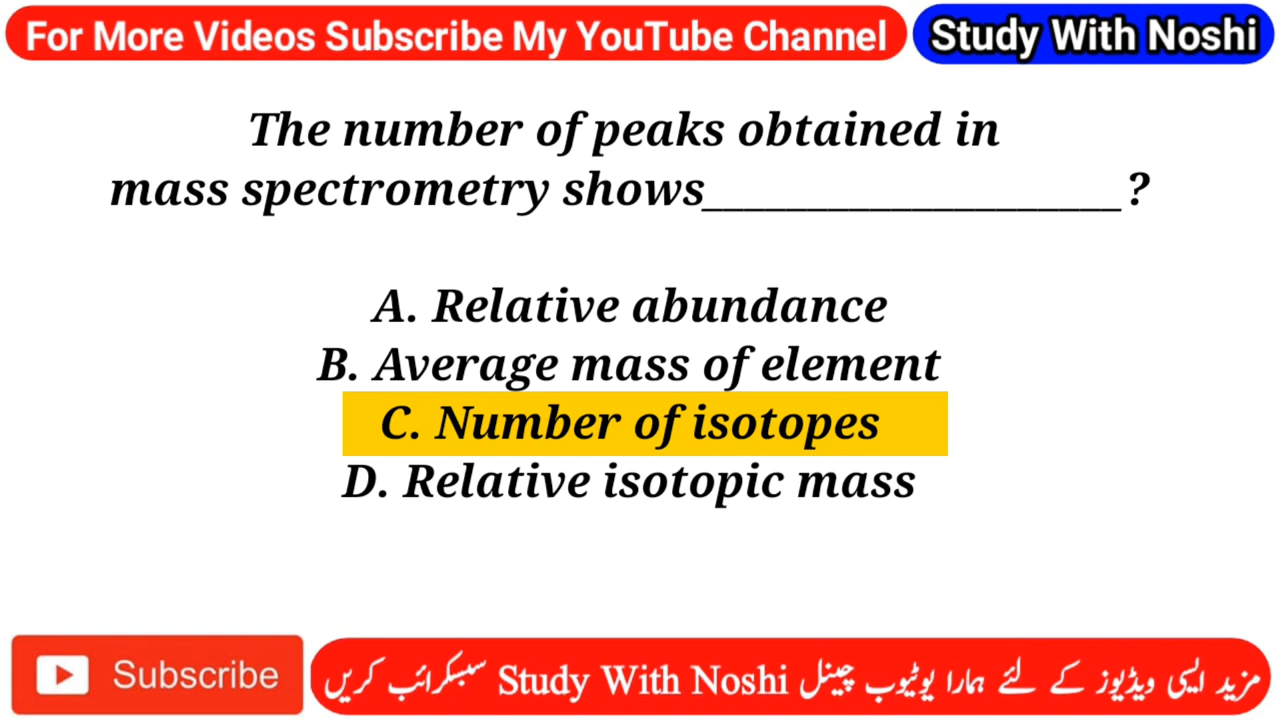 For More Videos Subscribe My YouTube Channel
Study With Noshi
The number of peaks obtained in
mass spectrometry shows____________________?
A. Relative abundance
B. Average mass of element
C. Number of isotopes
D. Relative isotopic mass
Subscribe
مزید ایسی ویڈیوز کے لئے ہمارا یوٹیوب چینل Study With Noshi سبسکرائب کریں